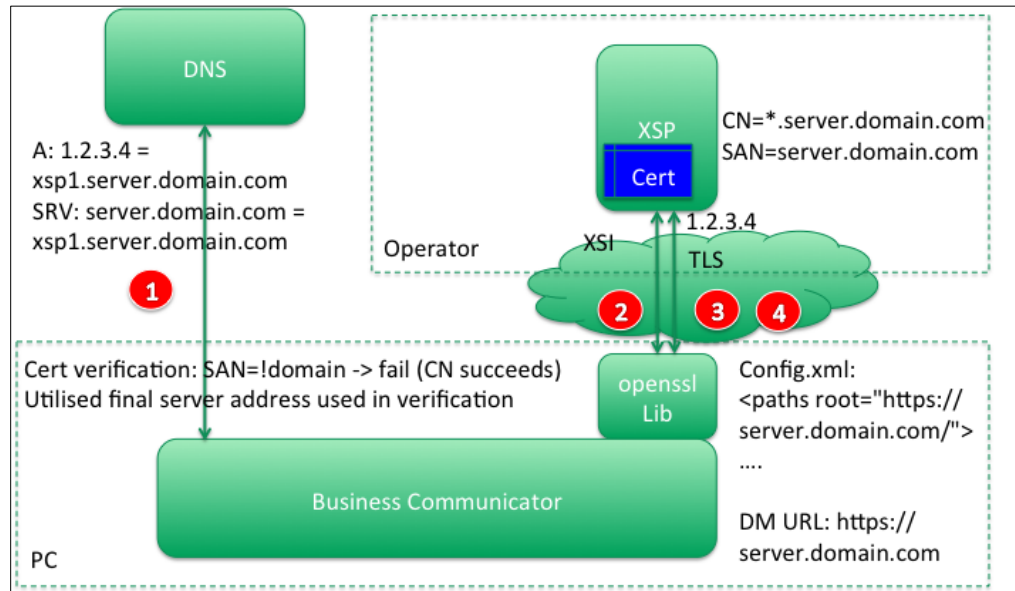 DNS
A: 1.2.3.4 =
xsp1.server.domain.com
SRV: server.domain.com =
xsp1.server.domain.com
1
XSP
Cert
CN=*.server.domain.com
SAN=server.domain.com
1.2.3.4
Operator
XSI
TLS
2
3
4
Cert verification: SAN=!domain -> fail (CN succeeds)
Utilised final server address used in verification
openssl
Lib
Config.xml:
<paths root="https://
server.domain.com/">
....
DM URL: https://
server.domain.com
Business Communicator
PC